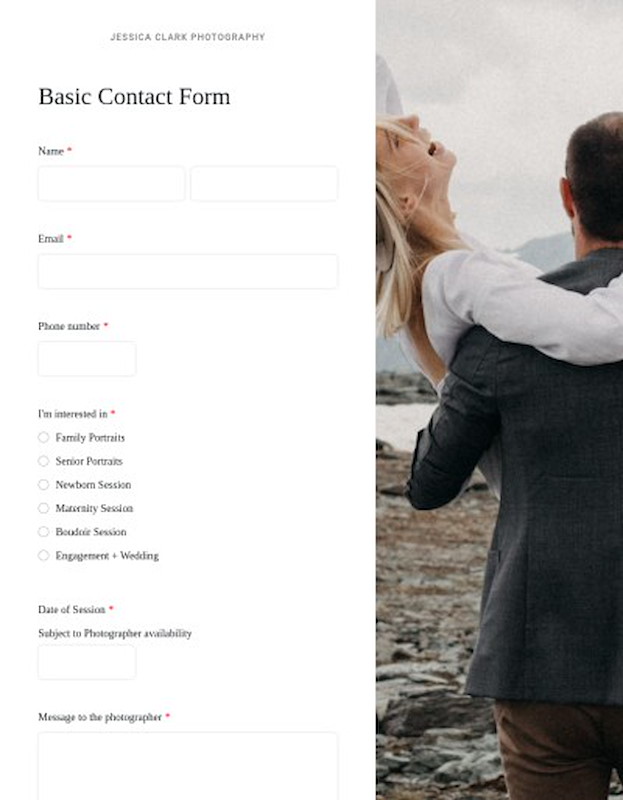 JESSICA CLARK PHOTOGRAPHY
Basic Contact Form
Name *
Email *
Phone number *
I'm interested in *
Family Portraits
Senior Portraits
Newborn Session
Maternity Session
Boudoir Session
Engagement + Wedding
Date of Session *
Subject to Photographer availability
Message to the photographer *